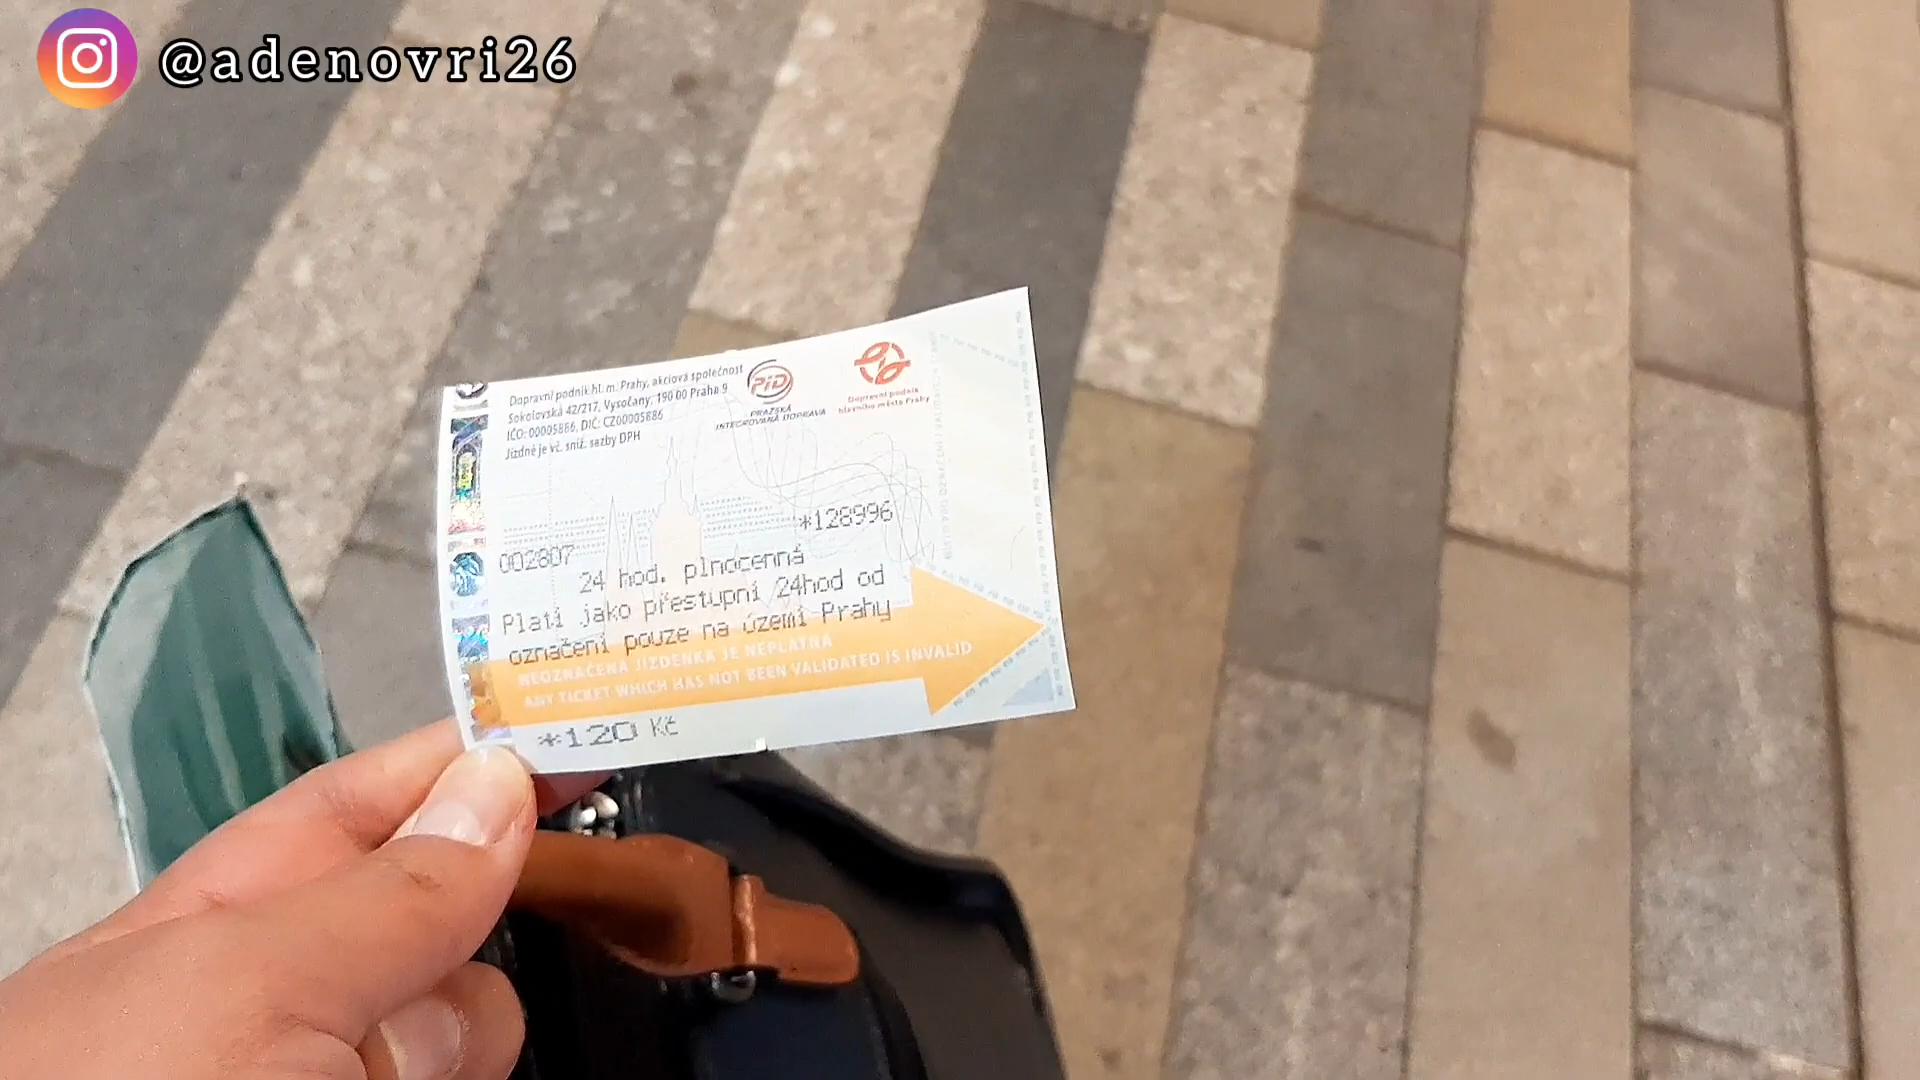 @adenovri26
Dopravní podnik hl. m. Prahy, akciová společnost
Sokolovská 42/217, Vysočany, 190 00 Praha 9
IČO: 00005886, DIČ: CZ00005886
Jízdné je vč. sníž. sazby DPH
PID
PRAŽSKÁ
INTEGROVANÁ DOPRAVA
Dopravní podnik
hlavního města Prahy
*128996
002807
24 hod. plnocenná
Platí jako přestupní 24hod od
označení pouze na území Prahy
NEOZNAČENÁ JÍZDENKA JE NEPLATNÁ
ANY TICKET WHICH HAS NOT BEEN VALIDATED IS INVALID
*120 Kč